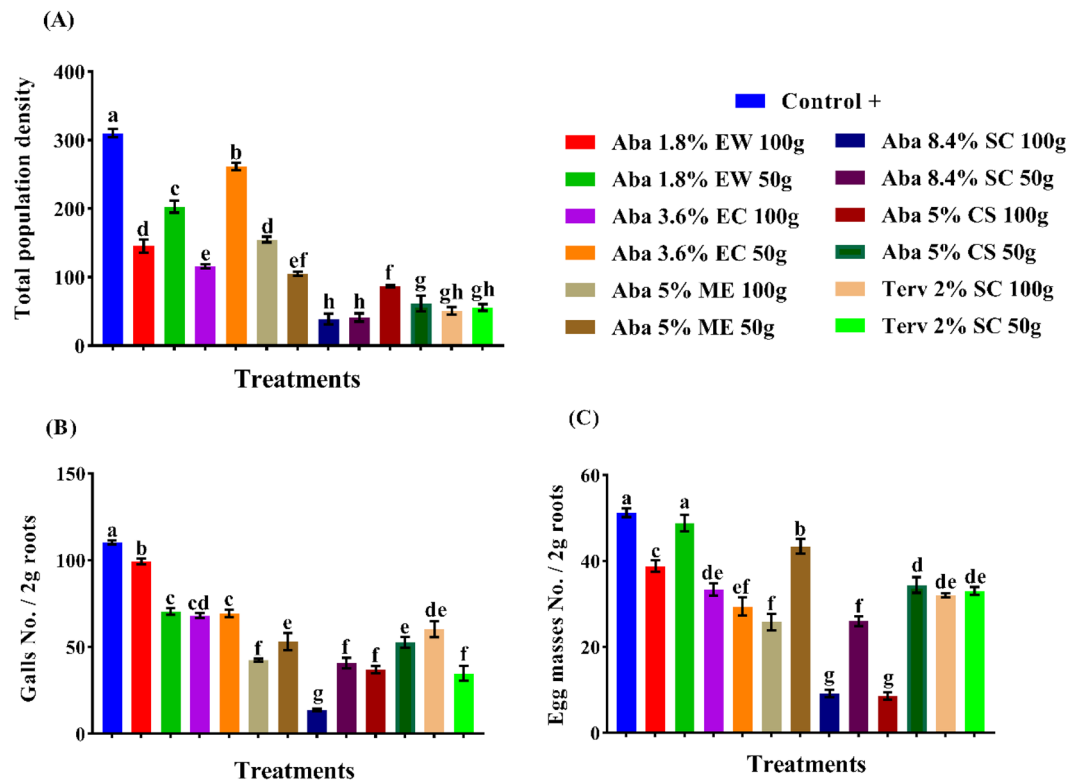 (A)
Total population density
400
300
200
100
0
a
d
c
e
b
d
ef
h
h
f
g
gh
gh
Treatments
Control +
Aba 1.8% EW 100g
Aba 1.8% EW 50g
Aba 3.6% EC 100g
Aba 3.6% EC 50g
Aba 5% ME 100g
Aba 5% ME 50g
Aba 8.4% SC 100g
Aba 8.4% SC 50g
Aba 5% CS 100g
Aba 5% CS 50g
Terv 2% SC 100g
Terv 2% SC 50g
(B)
Galls No. / 2g roots
150
100
50
0
a
b
c
cd
c
f
e
g
f
f
e
de
f
Treatments
(C)
Egg masses No. / 2g roots
60
40
20
0
a
c
a
de
ef
f
b
g
f
g
d
de
de
Treatments